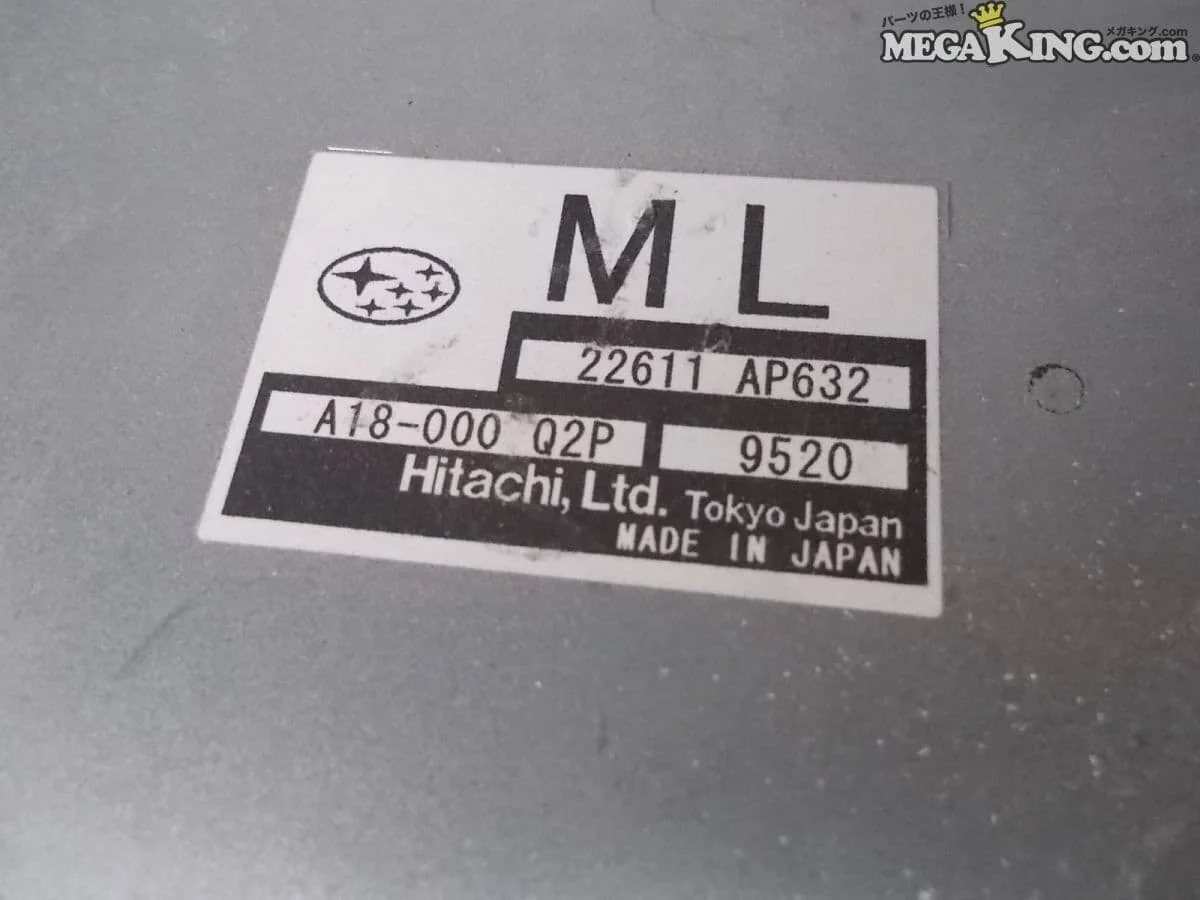 パーツの王様！
メガキング.com
MEGAKING.com
ML
22611 AP632
A18-000 Q2P 9520
Hitachi, Ltd. Tokyo Japan
MADE IN JAPAN